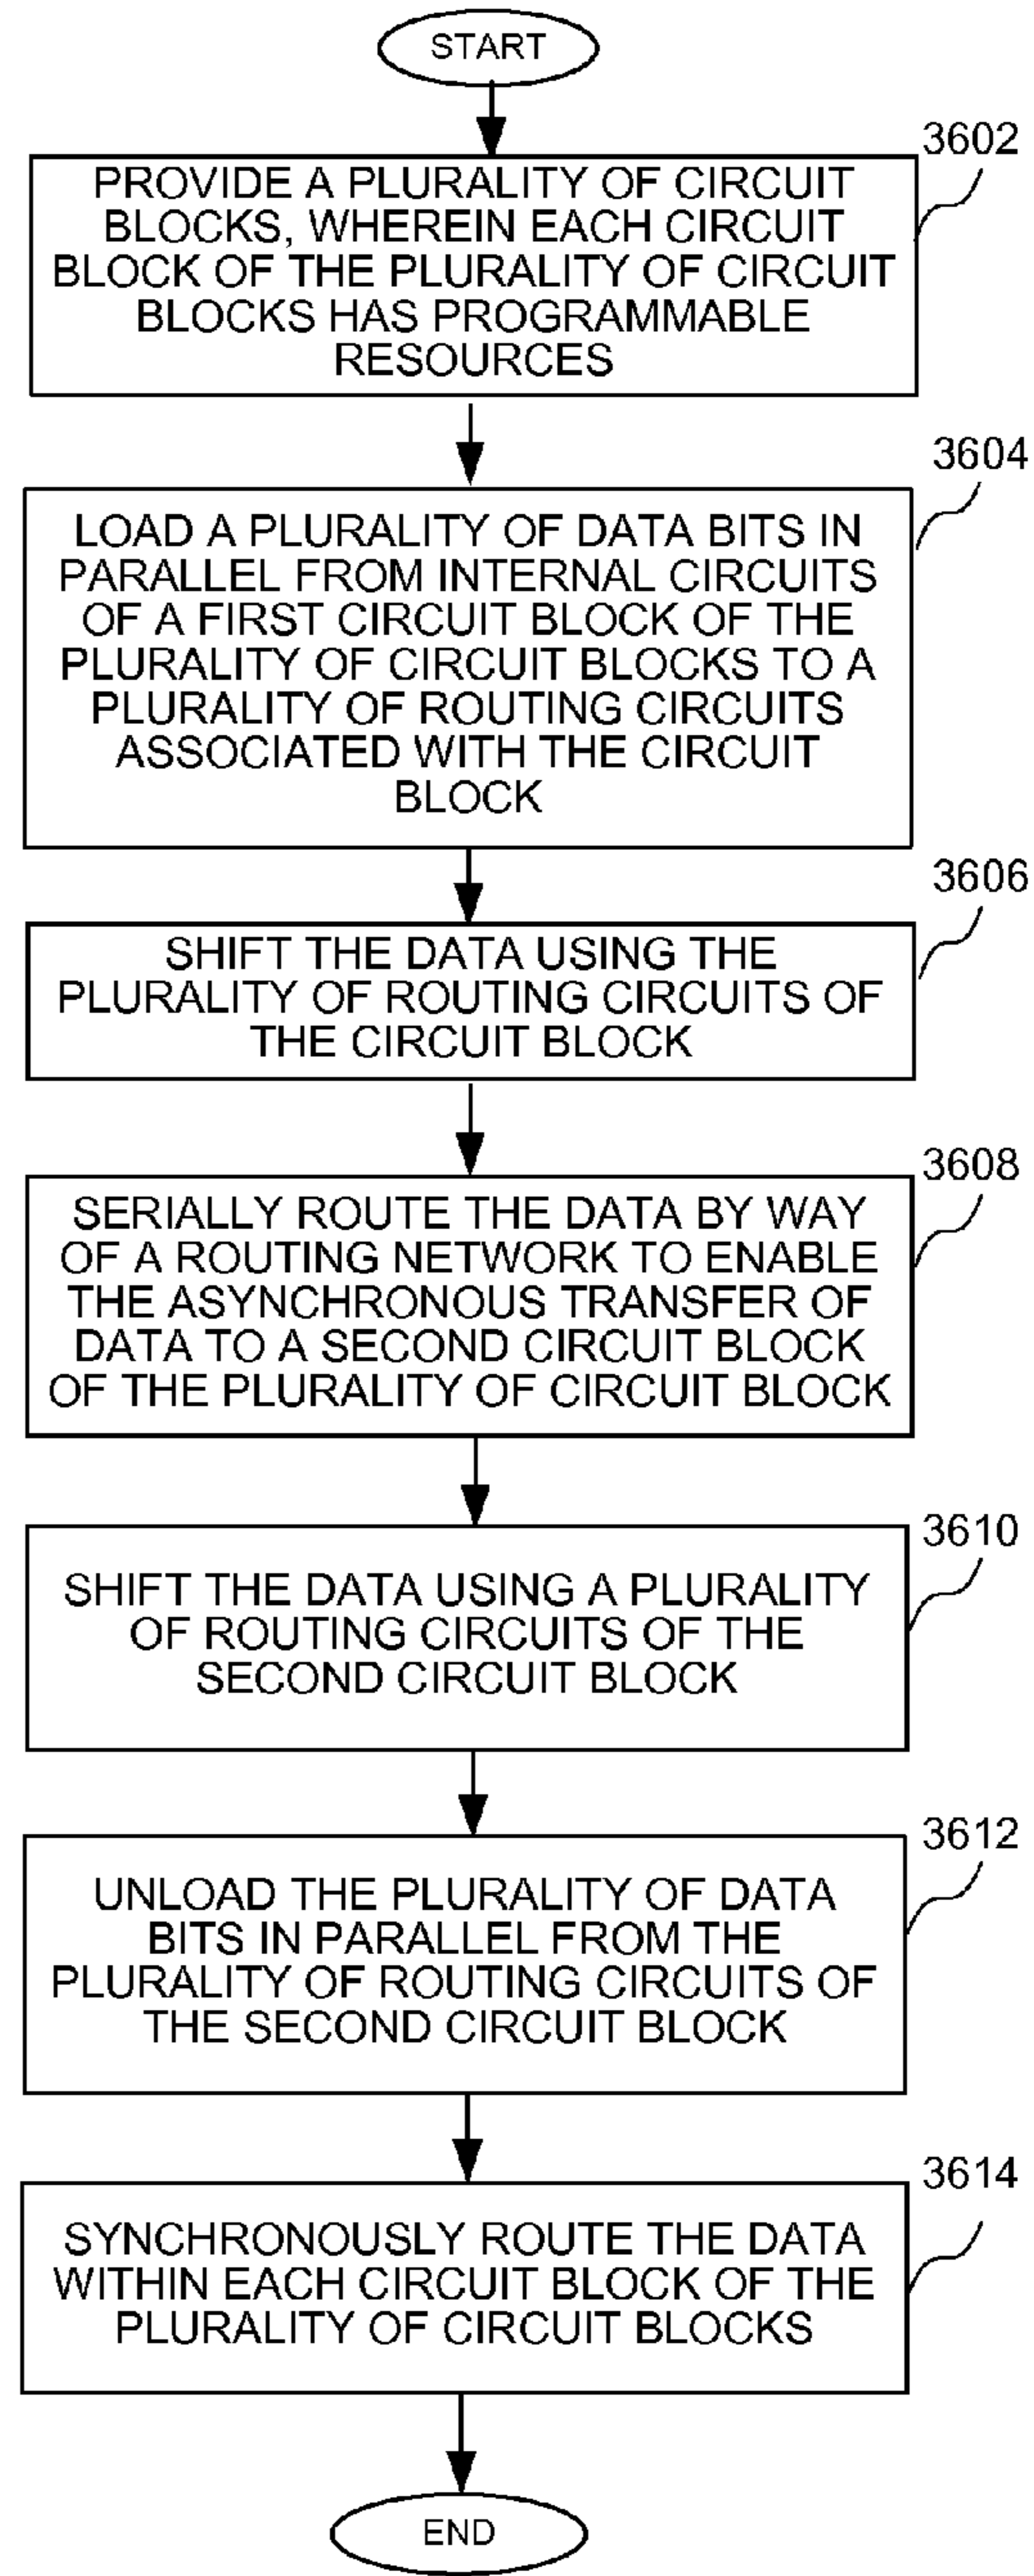 START
3602
PROVIDE A PLURALITY OF CIRCUIT
BLOCKS, WHEREIN EACH CIRCUIT
BLOCK OF THE PLURALITY OF CIRCUIT
BLOCKS HAS PROGRAMMABLE
RESOURCES
3604
LOAD A PLURALITY OF DATA BITS IN
PARALLEL FROM INTERNAL CIRCUITS
OF A FIRST CIRCUIT BLOCK OF THE
PLURALITY OF CIRCUIT BLOCKS TO A
PLURALITY OF ROUTING CIRCUITS
ASSOCIATED WITH THE CIRCUIT
BLOCK
3606
SHIFT THE DATA USING THE
PLURALITY OF ROUTING CIRCUITS OF
THE CIRCUIT BLOCK
3608
SERIALLY ROUTE THE DATA BY WAY
OF A ROUTING NETWORK TO ENABLE
THE ASYNCHRONOUS TRANSFER OF
DATA TO A SECOND CIRCUIT BLOCK
OF THE PLURALITY OF CIRCUIT BLOCK
3610
SHIFT THE DATA USING A PLURALITY
OF ROUTING CIRCUITS OF THE
SECOND CIRCUIT BLOCK
3612
UNLOAD THE PLURALITY OF DATA
BITS IN PARALLEL FROM THE
PLURALITY OF ROUTING CIRCUITS OF
THE SECOND CIRCUIT BLOCK
3614
SYNCHRONOUSLY ROUTE THE DATA
WITHIN EACH CIRCUIT BLOCK OF THE
PLURALITY OF CIRCUIT BLOCKS
END